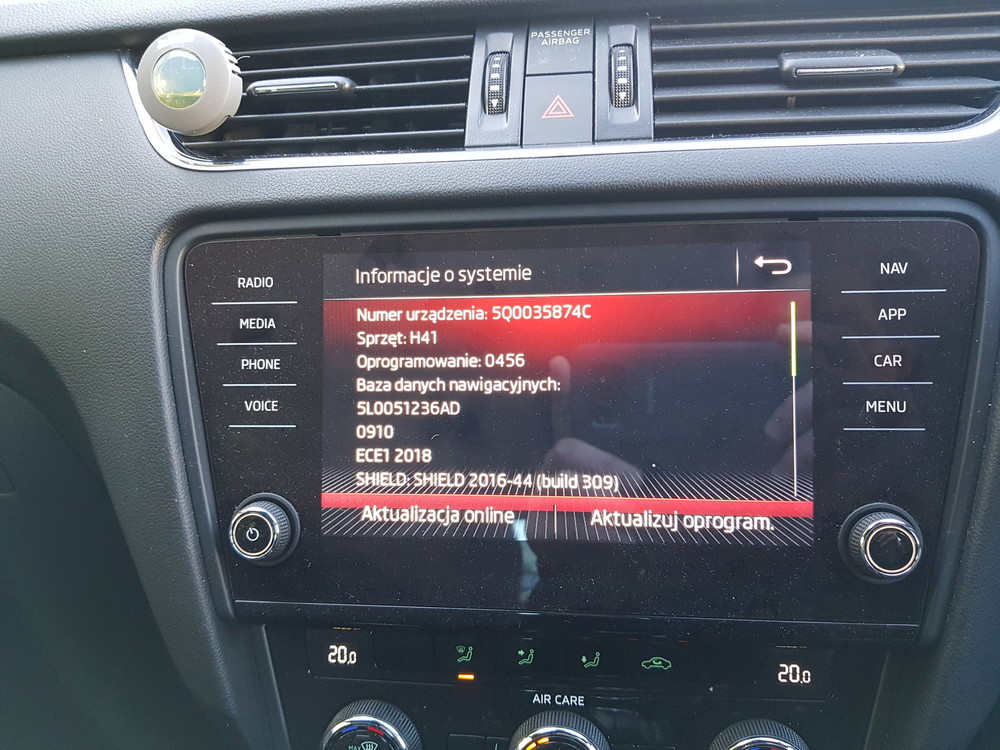 PASSENGER
AIRBAG
Informacje o systemie
RADIO
MEDIA
PHONE
VOICE
Numer urządzenia: 5Q0035874C
Sprzęt: H41
Oprogramowanie: 0456
Baza danych nawigacyjnych:
5L0051236AD
0910
ECE1 2018
SHIELD: SHIELD 2016-44 (build 309)
Aktualizacja online
Aktualizuj oprogram.
NAV
APP
CAR
MENU
20.0
20.0
AIR CARE
MAX